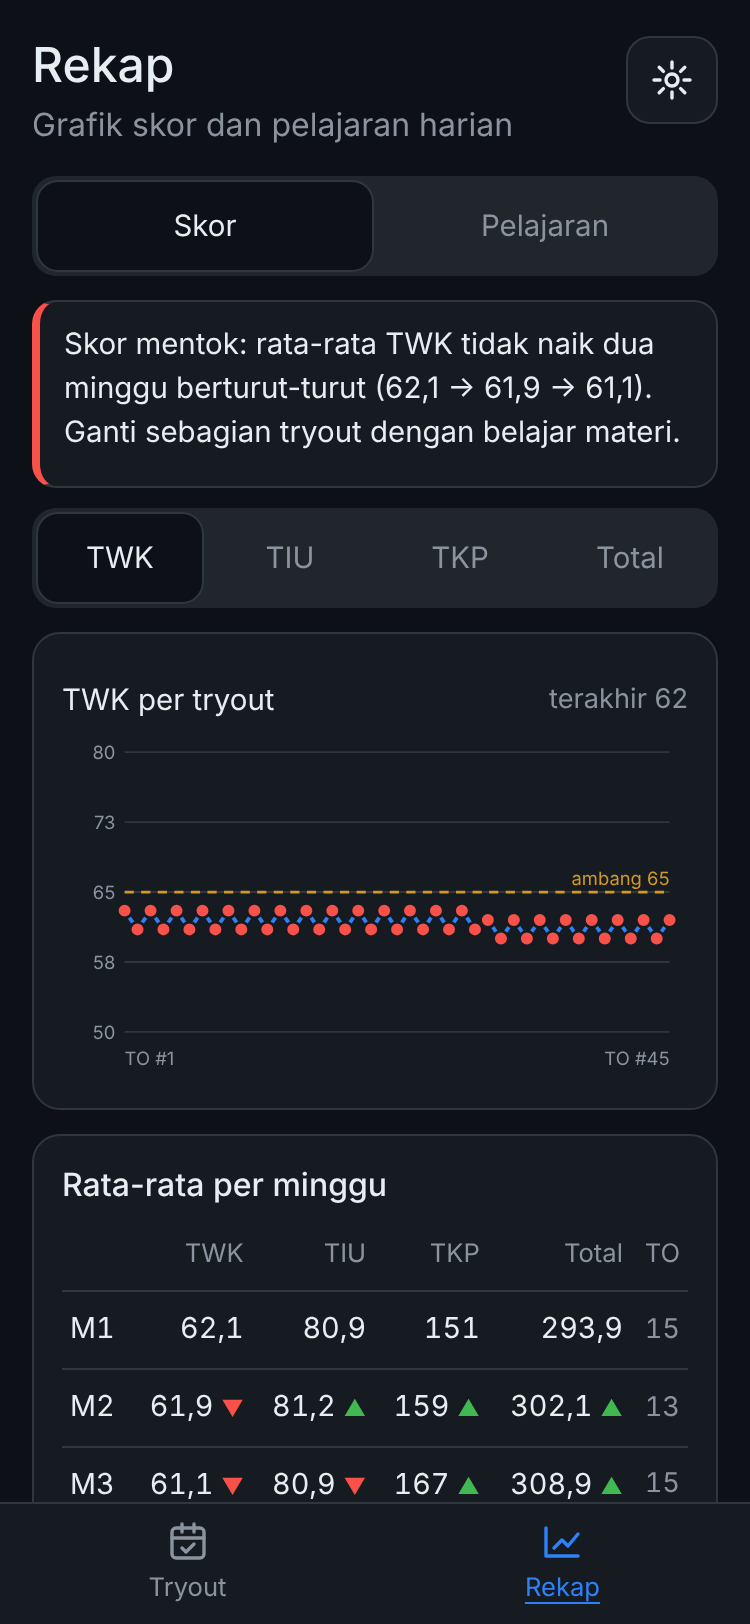 Rekap
Grafik skor dan pelajaran harian
Skor Pelajaran
Skor mentok: rata-rata TWK tidak naik dua
minggu berturut-turut (62,1 → 61,9 → 61,1).
Ganti sebagian tryout dengan belajar materi.
TWK TIU TKP Total
TWK per tryout terakhir 62
80
73
ambang 65
65
58
50
TO #1 TO #45
Rata-rata per minggu
TWK TIU TKP Total TO
M1 62,1 80,9 151 293,9 15
M2 61,9 ▼ 81,2 ▲ 159 ▲ 302,1 ▲ 13
M3 61,1 ▼ 80,9 ▼ 167 ▲ 308,9 ▲ 15
Tryout Rekap